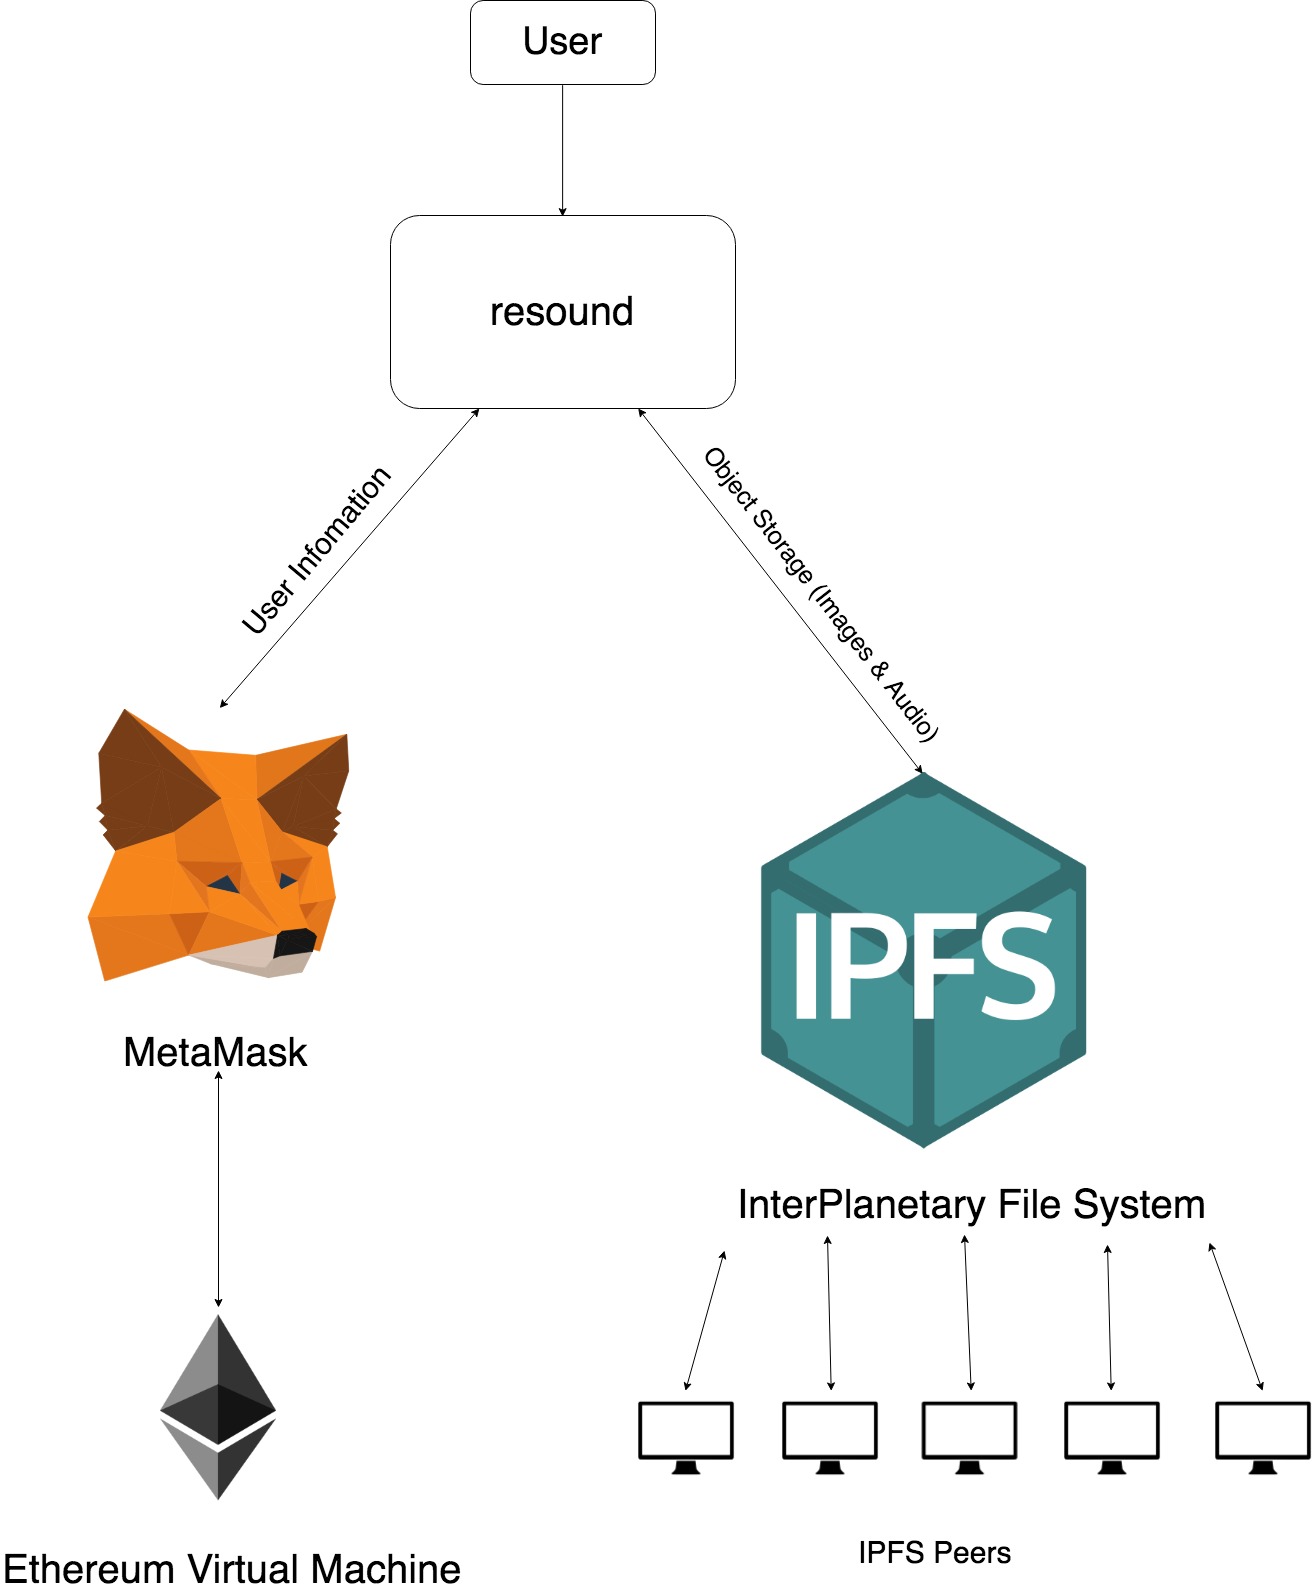 User
resound
User Infomation
Object Storage (Images & Audio)
IPFS
MetaMask
InterPlanetary File System
IPFS Peers
Ethereum Virtual Machine